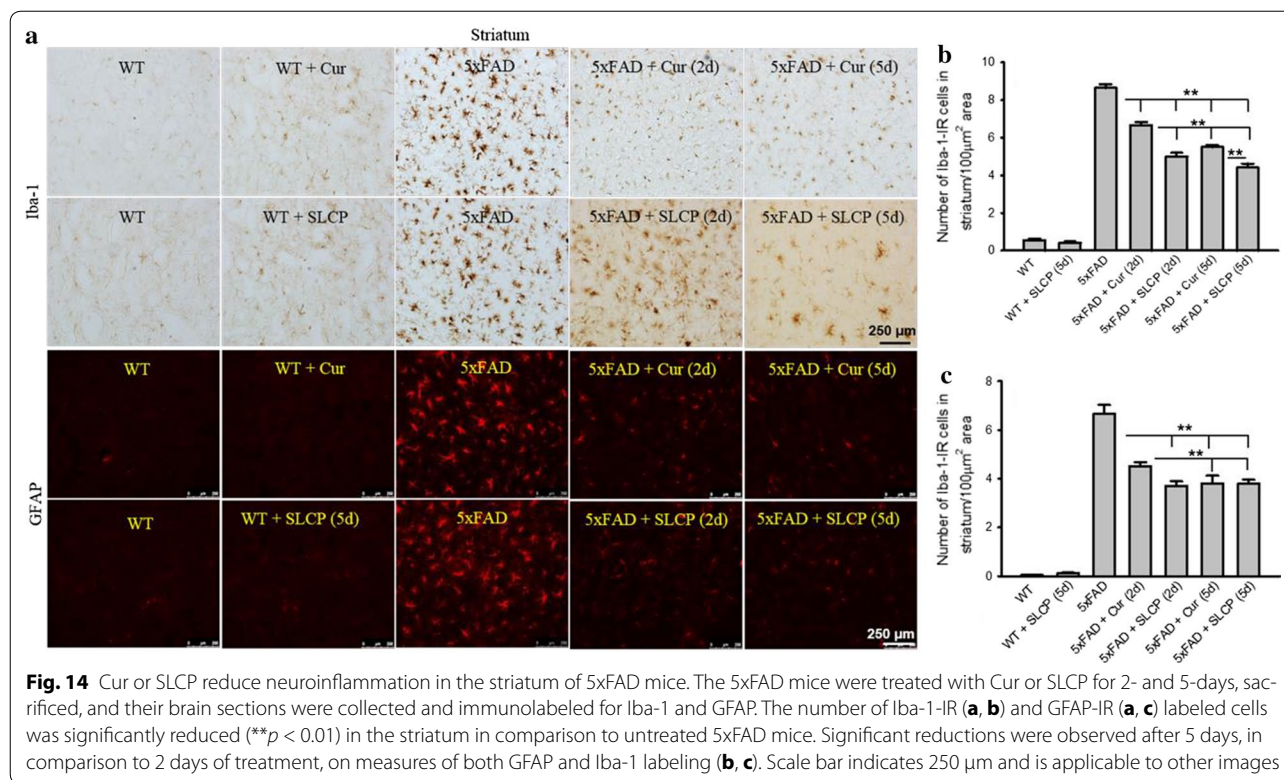 a
Striatum
WT
WT + Cur
5xFAD
5xFAD + Cur (2d)
5xFAD + Cur (5d)
Iba-1
WT
WT + SLCP
5xFAD
5xFAD + SLCP (2d)
5xFAD + SLCP (5d)
250 µm
WT
WT + Cur
5xFAD
5xFAD + Cur (2d)
5xFAD + Cur (5d)
GFAP
WT
WT + SLCP (5d)
5xFAD
5xFAD + SLCP (2d)
5xFAD + SLCP (5d)
250 µm
b
Number of Iba-1-IR cells in
striatum/100µm² area
10
8
6
4
2
0
**
**
**
WT
WT + SLCP (5d)
5xFAD
5xFAD + Cur (2d)
5xFAD + SLCP (2d)
5xFAD + Cur (5d)
5xFAD + SLCP (5d)
c
Number of Iba-1-IR cells in
striatum/100µm² area
8
6
4
2
0
**
**
WT
WT + SLCP (5d)
5xFAD
5xFAD + Cur (2d)
5xFAD + SLCP (2d)
5xFAD + Cur (5d)
5xFAD + SLCP (5d)
Fig. 14 Cur or SLCP reduce neuroinflammation in the striatum of 5xFAD mice. The 5xFAD mice were treated with Cur or SLCP for 2- and 5-days, sac-
rificed, and their brain sections were collected and immunolabeled for Iba-1 and GFAP. The number of Iba-1-IR (a, b) and GFAP-IR (a, c) labeled cells
was significantly reduced (**p < 0.01) in the striatum in comparison to untreated 5xFAD mice. Significant reductions were observed after 5 days, in
comparison to 2 days of treatment, on measures of both GFAP and Iba-1 labeling (b, c). Scale bar indicates 250 µm and is applicable to other images